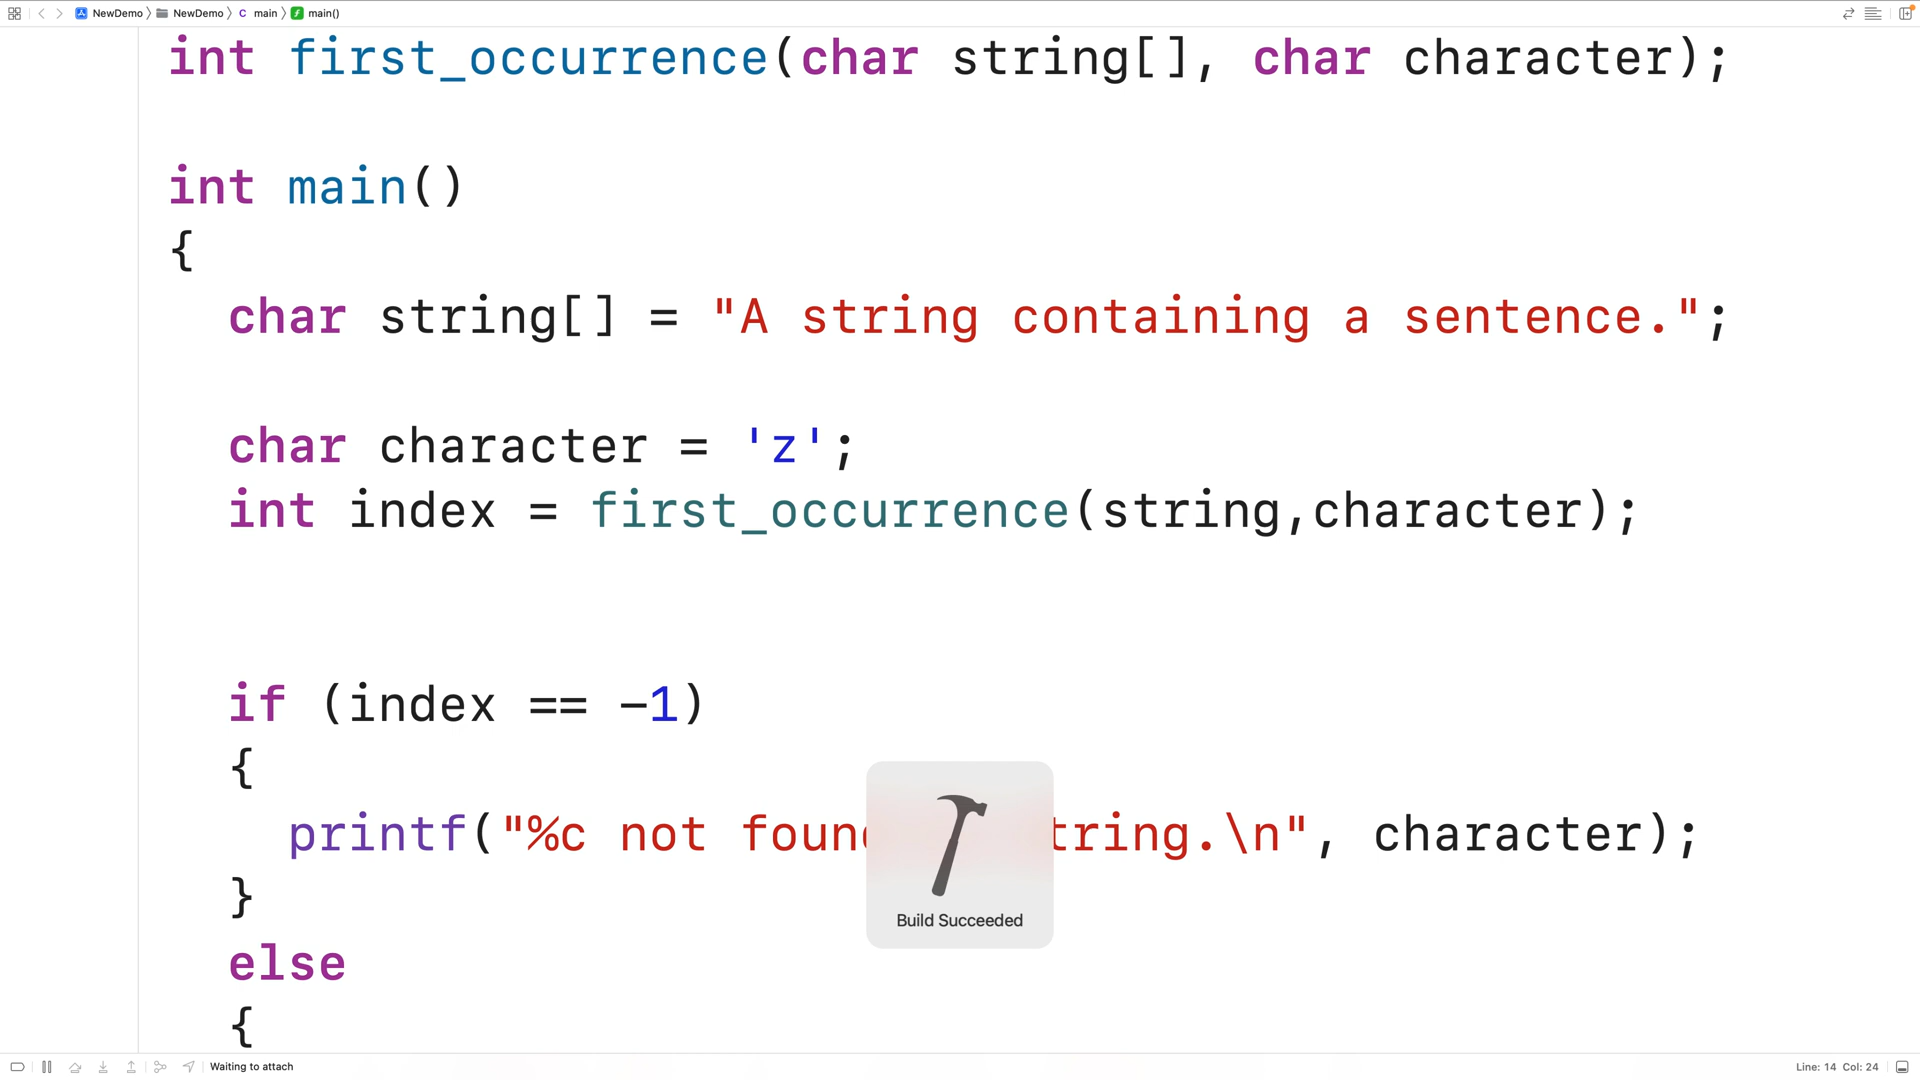 NewDemo NewDemo C main f main()
int first_occurrence(char string[], char character);
int main()
{
char string[] = "A string containing a sentence.";
char character = 'z';
int index = first_occurrence(string,character);
if (index == -1)
{
printf("%c not foun tring.\n", character);
}
else
{
Build Succeeded
Waiting to attach
Line: 14 Col: 24